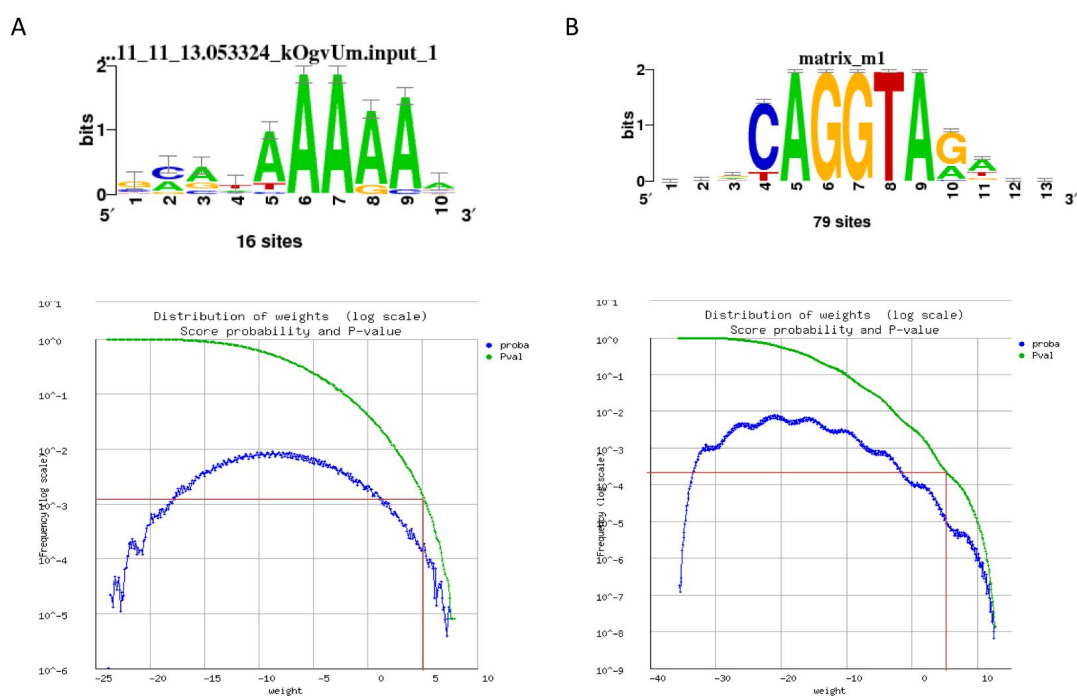 A
...11_11_13.053324_kOgvUm.input_1
2
bits
1
0
5′
1 2 3 4 5 6 7 8 9 10
3′
16 sites
B
matrix_m1
2
bits
1
0
5′
1 2 3 4 5 6 7 8 9 10 11 12 13
3′
79 sites
10^1
Distribution of weights (log scale)
Score probability and P-value
proba
Pval
10^0
10^-1
10^-2
10^-3
10^-4
10^-5
10^-6
Frequency (log scale)
-25 -20 -15 -10 -5 0 5 10
weight
10^1
Distribution of weights (log scale)
Score probability and P-value
proba
Pval
10^0
10^-1
10^-2
10^-3
10^-4
10^-5
10^-6
10^-7
10^-8
10^-9
Frequency (log scale)
-40 -30 -20 -10 0 10
weight